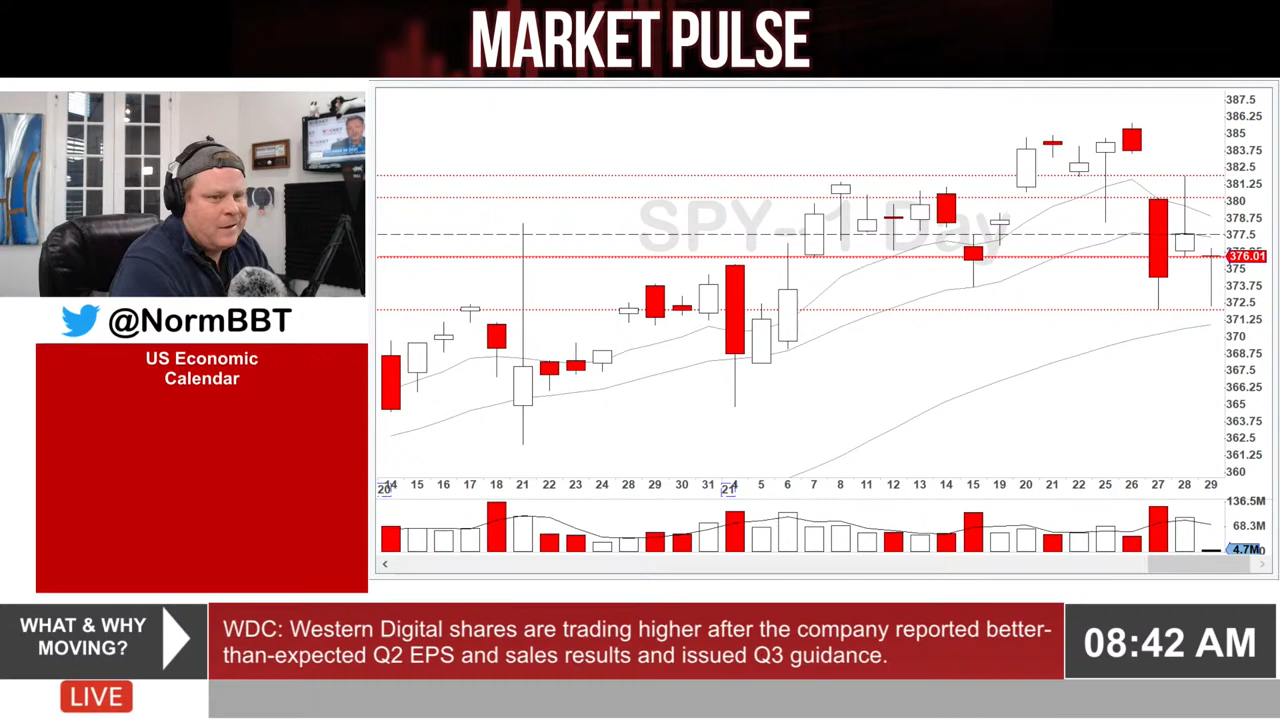 MARKET PULSE
@NormBBT
US Economic
Calendar
SPY - 1 Day
387.5
386.25
385
383.75
382.5
381.25
380
378.75
377.5
376.01
375
373.75
372.5
371.25
370
368.75
367.5
366.25
365
363.75
362.5
361.25
360
14 15 16 17 18 21 22 23 24 28 29 30 31 4 5 6 7 8 11 12 13 14 15 19 20 21 22 25 26 27 28 29
20 21
136.5M
68.3M
4.7M
WHAT & WHY
MOVING?
WDC: Western Digital shares are trading higher after the company reported better-
than-expected Q2 EPS and sales results and issued Q3 guidance.
08:42 AM
LIVE